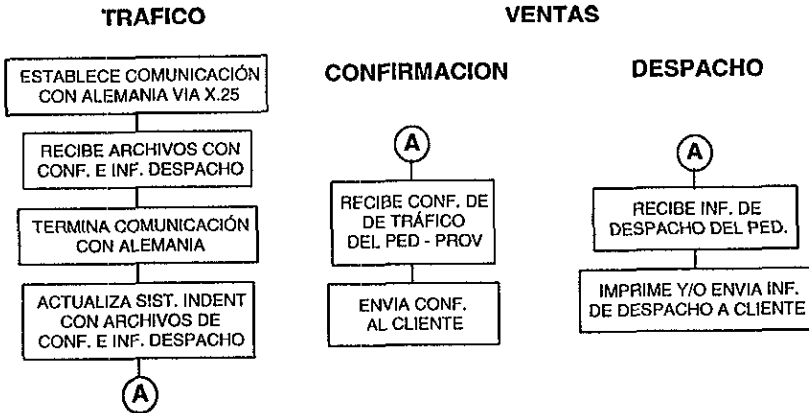 TRAFICO
ESTABLECE COMUNICACIÓN
CON ALEMANIA VIA X.25
RECIBE ARCHIVOS CON
CONF. E INF. DESPACHO
TERMINA COMUNICACIÓN
CON ALEMANIA
ACTUALIZA SIST. INDENT
CON ARCHIVOS DE
CONF. E INF. DESPACHO
A
VENTAS
CONFIRMACION
A
RECIBE CONF. DE
DE TRÁFICO
DEL PED - PROV
ENVIA CONF.
AL CLIENTE
DESPACHO
A
RECIBE INF. DE
DESPACHO DEL PED.
IMPRIME Y/O ENVIA INF.
DE DESPACHO A CLIENTE